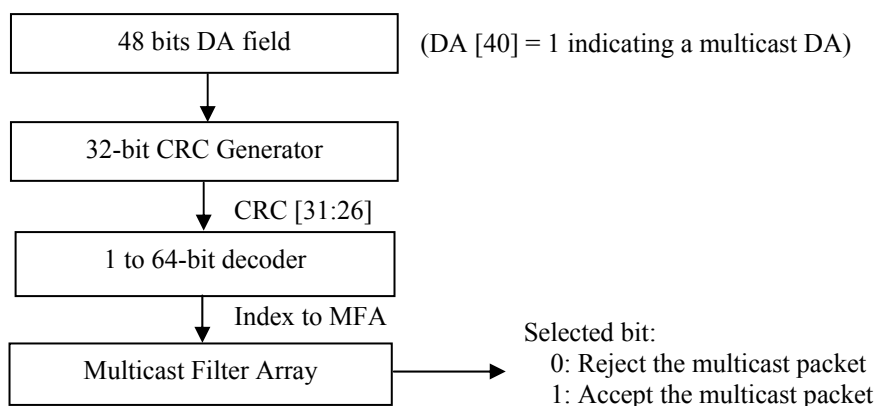 48 bits DA field
(DA [40] = 1 indicating a multicast DA)
32-bit CRC Generator
CRC [31:26]
1 to 64-bit decoder
Index to MFA
Multicast Filter Array
Selected bit:
0: Reject the multicast packet
1: Accept the multicast packet